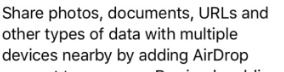 Share photos, documents, URLs and
other types of data with multiple
devices nearby by adding AirDrop